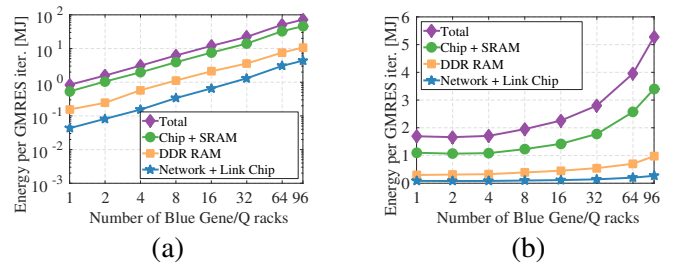 Energy per GMRES iter. [MJ]
10 2
10 1
10 0
10 -1
10 -2
10 -3
Total
Chip + SRAM
DDR RAM
Network + Link Chip
1 2 4 8 16 32 64 96
Number of Blue Gene/Q racks
(a)
Energy per GMRES iter. [MJ]
6
5
4
3
2
1
0
Total
Chip + SRAM
DDR RAM
Network + Link Chip
1 2 4 8 16 32 64 96
Number of Blue Gene/Q racks
(b)